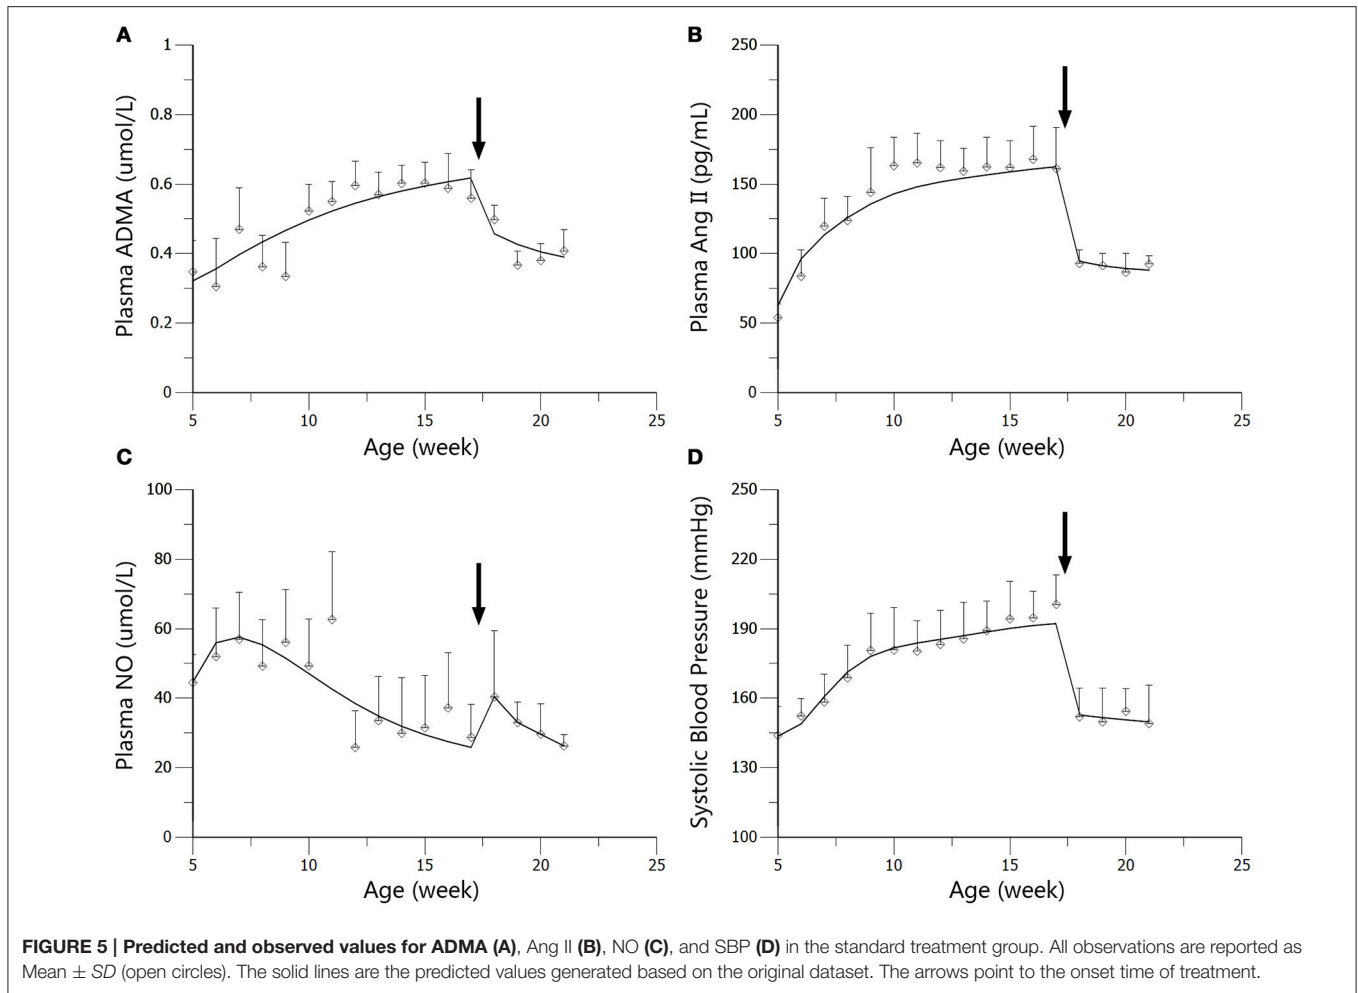 A
Plasma ADMA (umol/L)
1
0.8
0.6
0.4
0.2
0
5 10 15 20 25
Age (week)
B
Plasma Ang II (pg/mL)
250
200
150
100
50
0
5 10 15 20 25
Age (week)
C
Plasma NO (umol/L)
100
80
60
40
20
0
5 10 15 20 25
Age (week)
D
Systolic Blood Pressure (mmHg)
250
220
190
160
130
100
5 10 15 20 25
Age (week)
FIGURE 5 | Predicted and observed values for ADMA (A), Ang II (B), NO (C), and SBP (D) in the standard treatment group. All observations are reported as
Mean ± SD (open circles). The solid lines are the predicted values generated based on the original dataset. The arrows point to the onset time of treatment.